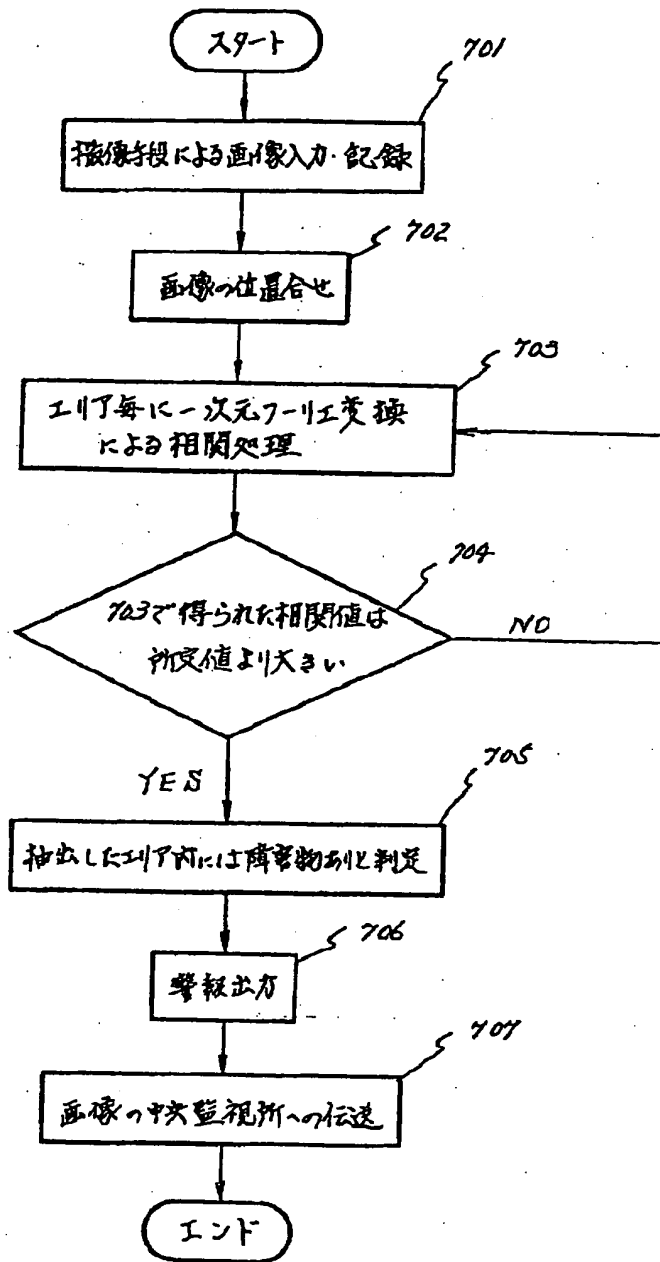 スタート
701
撮像手段による画像入力・記録
702
画像の位置合せ
703
エリア毎に一次元フーリエ変換
による相関処理
704
703で得られた相関値は
所定値より大きい
NO
YES
705
抽出したエリア内には障害物ありと判定
706
警報出力
707
画像の中央監視所への伝送
エンド